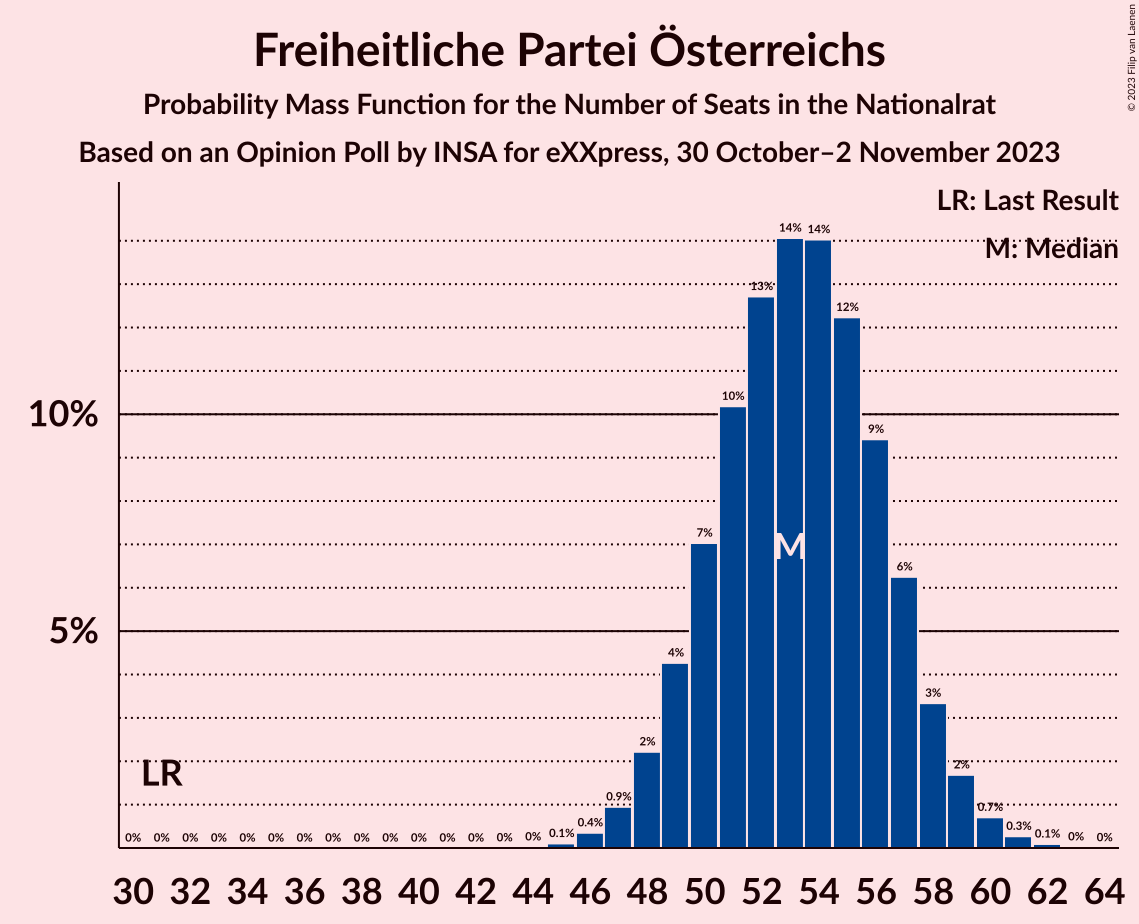 Freiheitliche Partei Österreichs
Probability Mass Function for the Number of Seats in the Nationalrat
Based on an Opinion Poll by INSA for eXXpress, 30 October–2 November 2023
© 2023 Filip van Laenen
LR: Last Result
M: Median
10%
5%
0% 0% 0% 0% 0% 0% 0% 0% 0% 0% 0% 0% 0% 0% 0% 0.1% 0.4% 0.9% 2% 4% 7% 10% 13% 14% 14% 12% 9% 6% 3% 2% 0.7% 0.3% 0.1% 0% 0%
M
LR
30 32 34 36 38 40 42 44 46 48 50 52 54 56 58 60 62 64